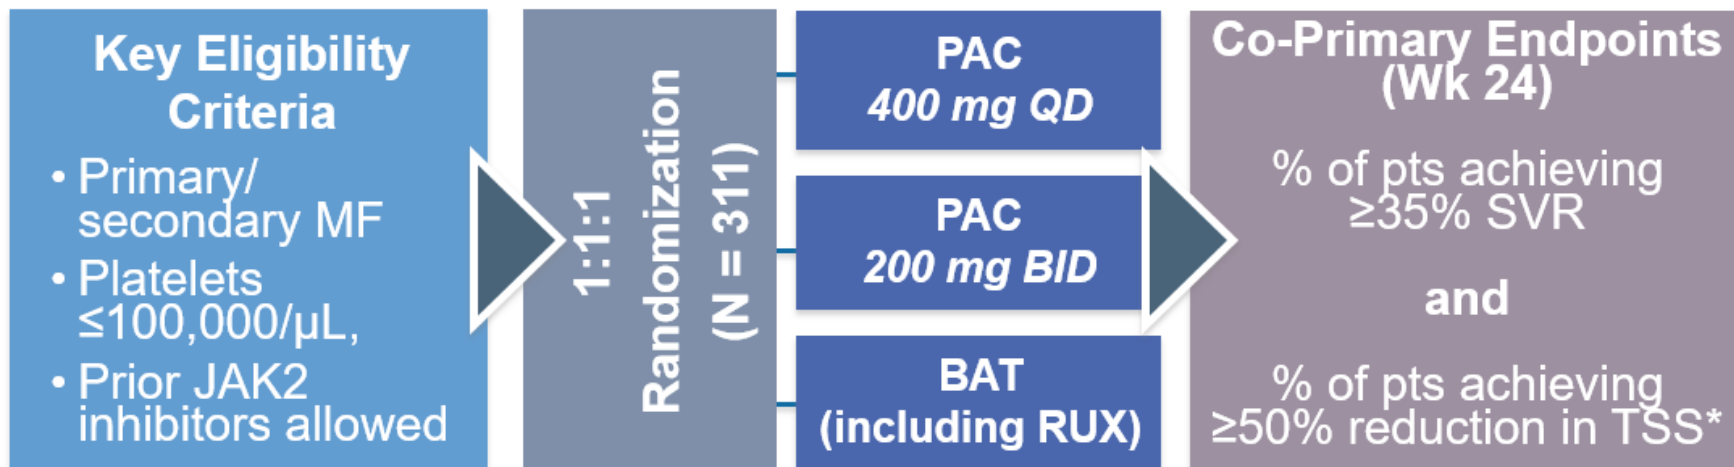 Key Eligibility
Criteria
• Primary/
secondary MF
• Platelets
≤100,000/µL,
• Prior JAK2
inhibitors allowed
1:1:1
Randomization
(N = 311)
PAC
400 mg QD
PAC
200 mg BID
BAT
(including RUX)
Co-Primary Endpoints
(Wk 24)
% of pts achieving
≥35% SVR
and
% of pts achieving
≥50% reduction in TSS*